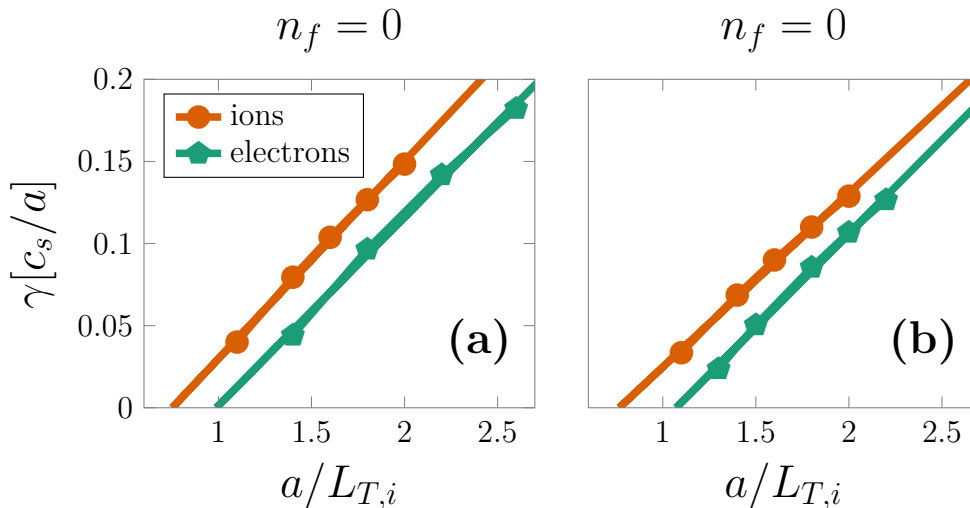 n_f = 0
n_f = 0
0.2
0.15
0.1
0.05
0
γ[c_s/a]
ions
electrons
(a)
(b)
1 1.5 2 2.5
1 1.5 2 2.5
a/L_{T,i}
a/L_{T,i}